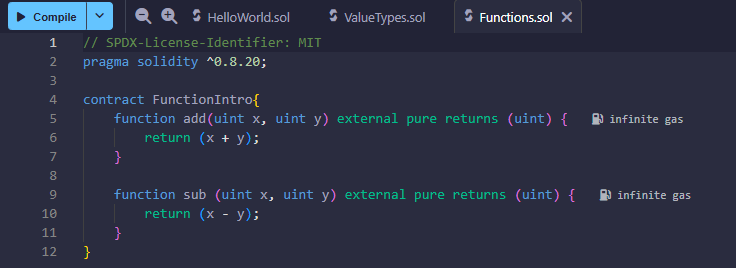 Compile HelloWorld.sol ValueTypes.sol Functions.sol
1 // SPDX-License-Identifier: MIT
2 pragma solidity ^0.8.20;
3
4 contract FunctionIntro{
5     function add(uint x, uint y) external pure returns (uint) { infinite gas
6         return (x + y);
7     }
8
9     function sub (uint x, uint y) external pure returns (uint) { infinite gas
10         return (x - y);
11     }
12 }